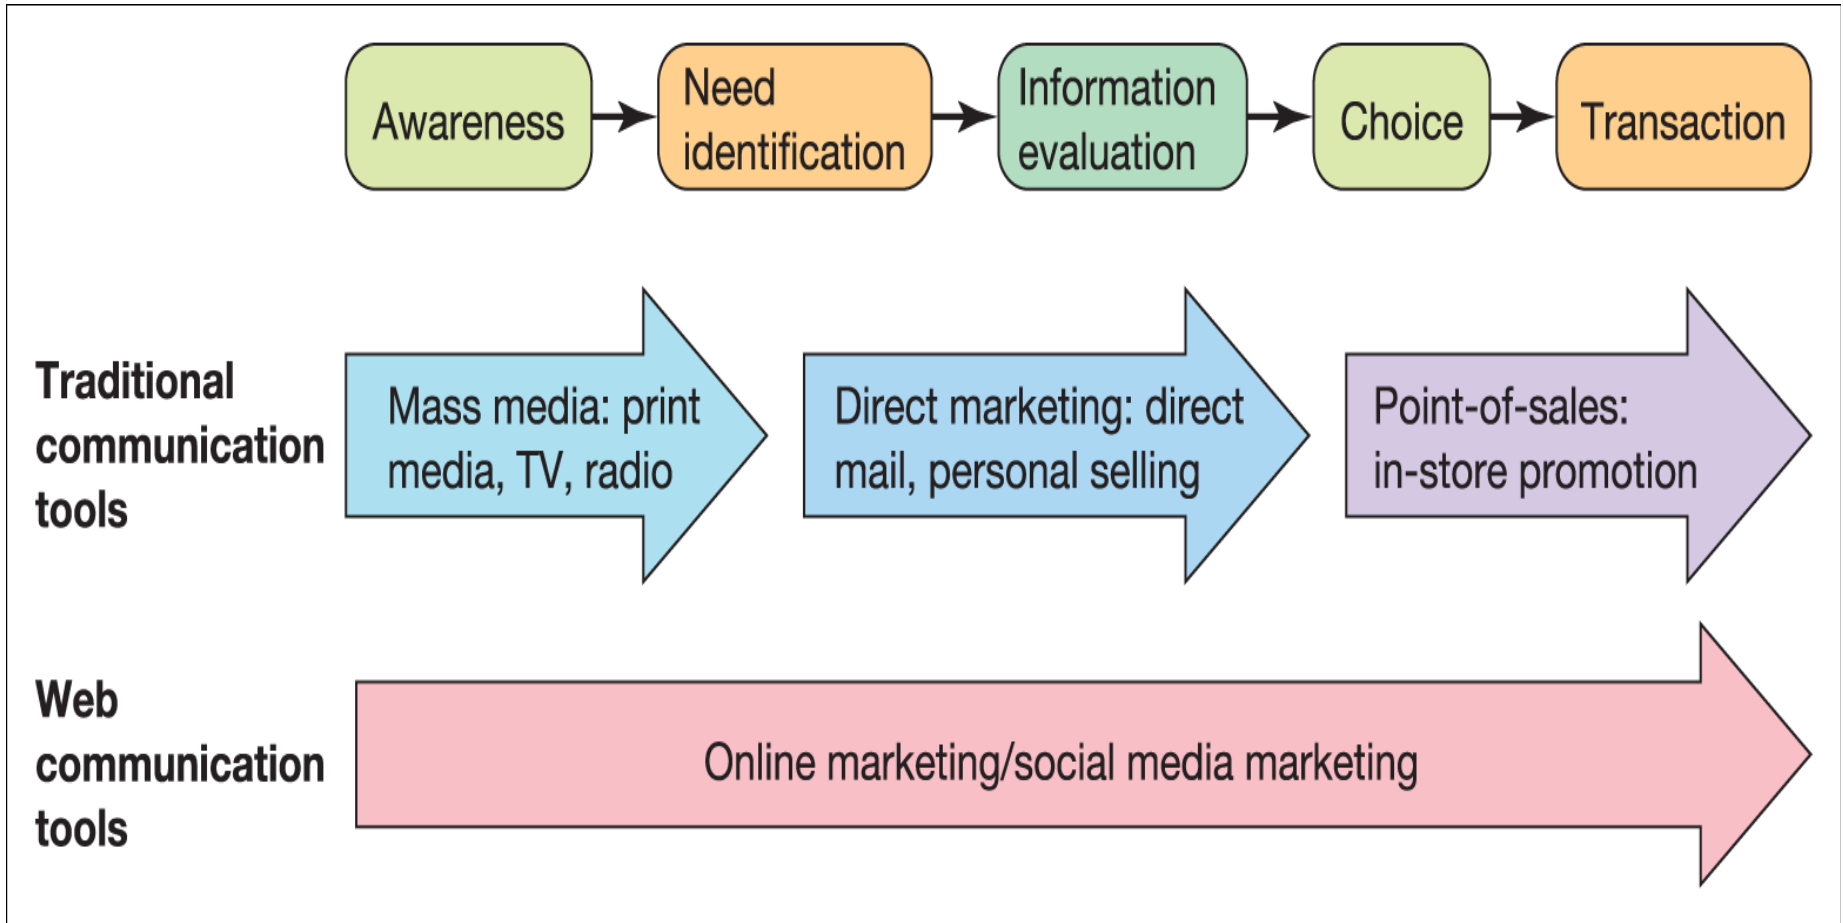 Awareness
Need
identification
Information
evaluation
Choice
Transaction
Traditional
communication
tools
Mass media: print
media, TV, radio
Direct marketing: direct
mail, personal selling
Point-of-sales:
in-store promotion
Web
communication
tools
Online marketing/social media marketing